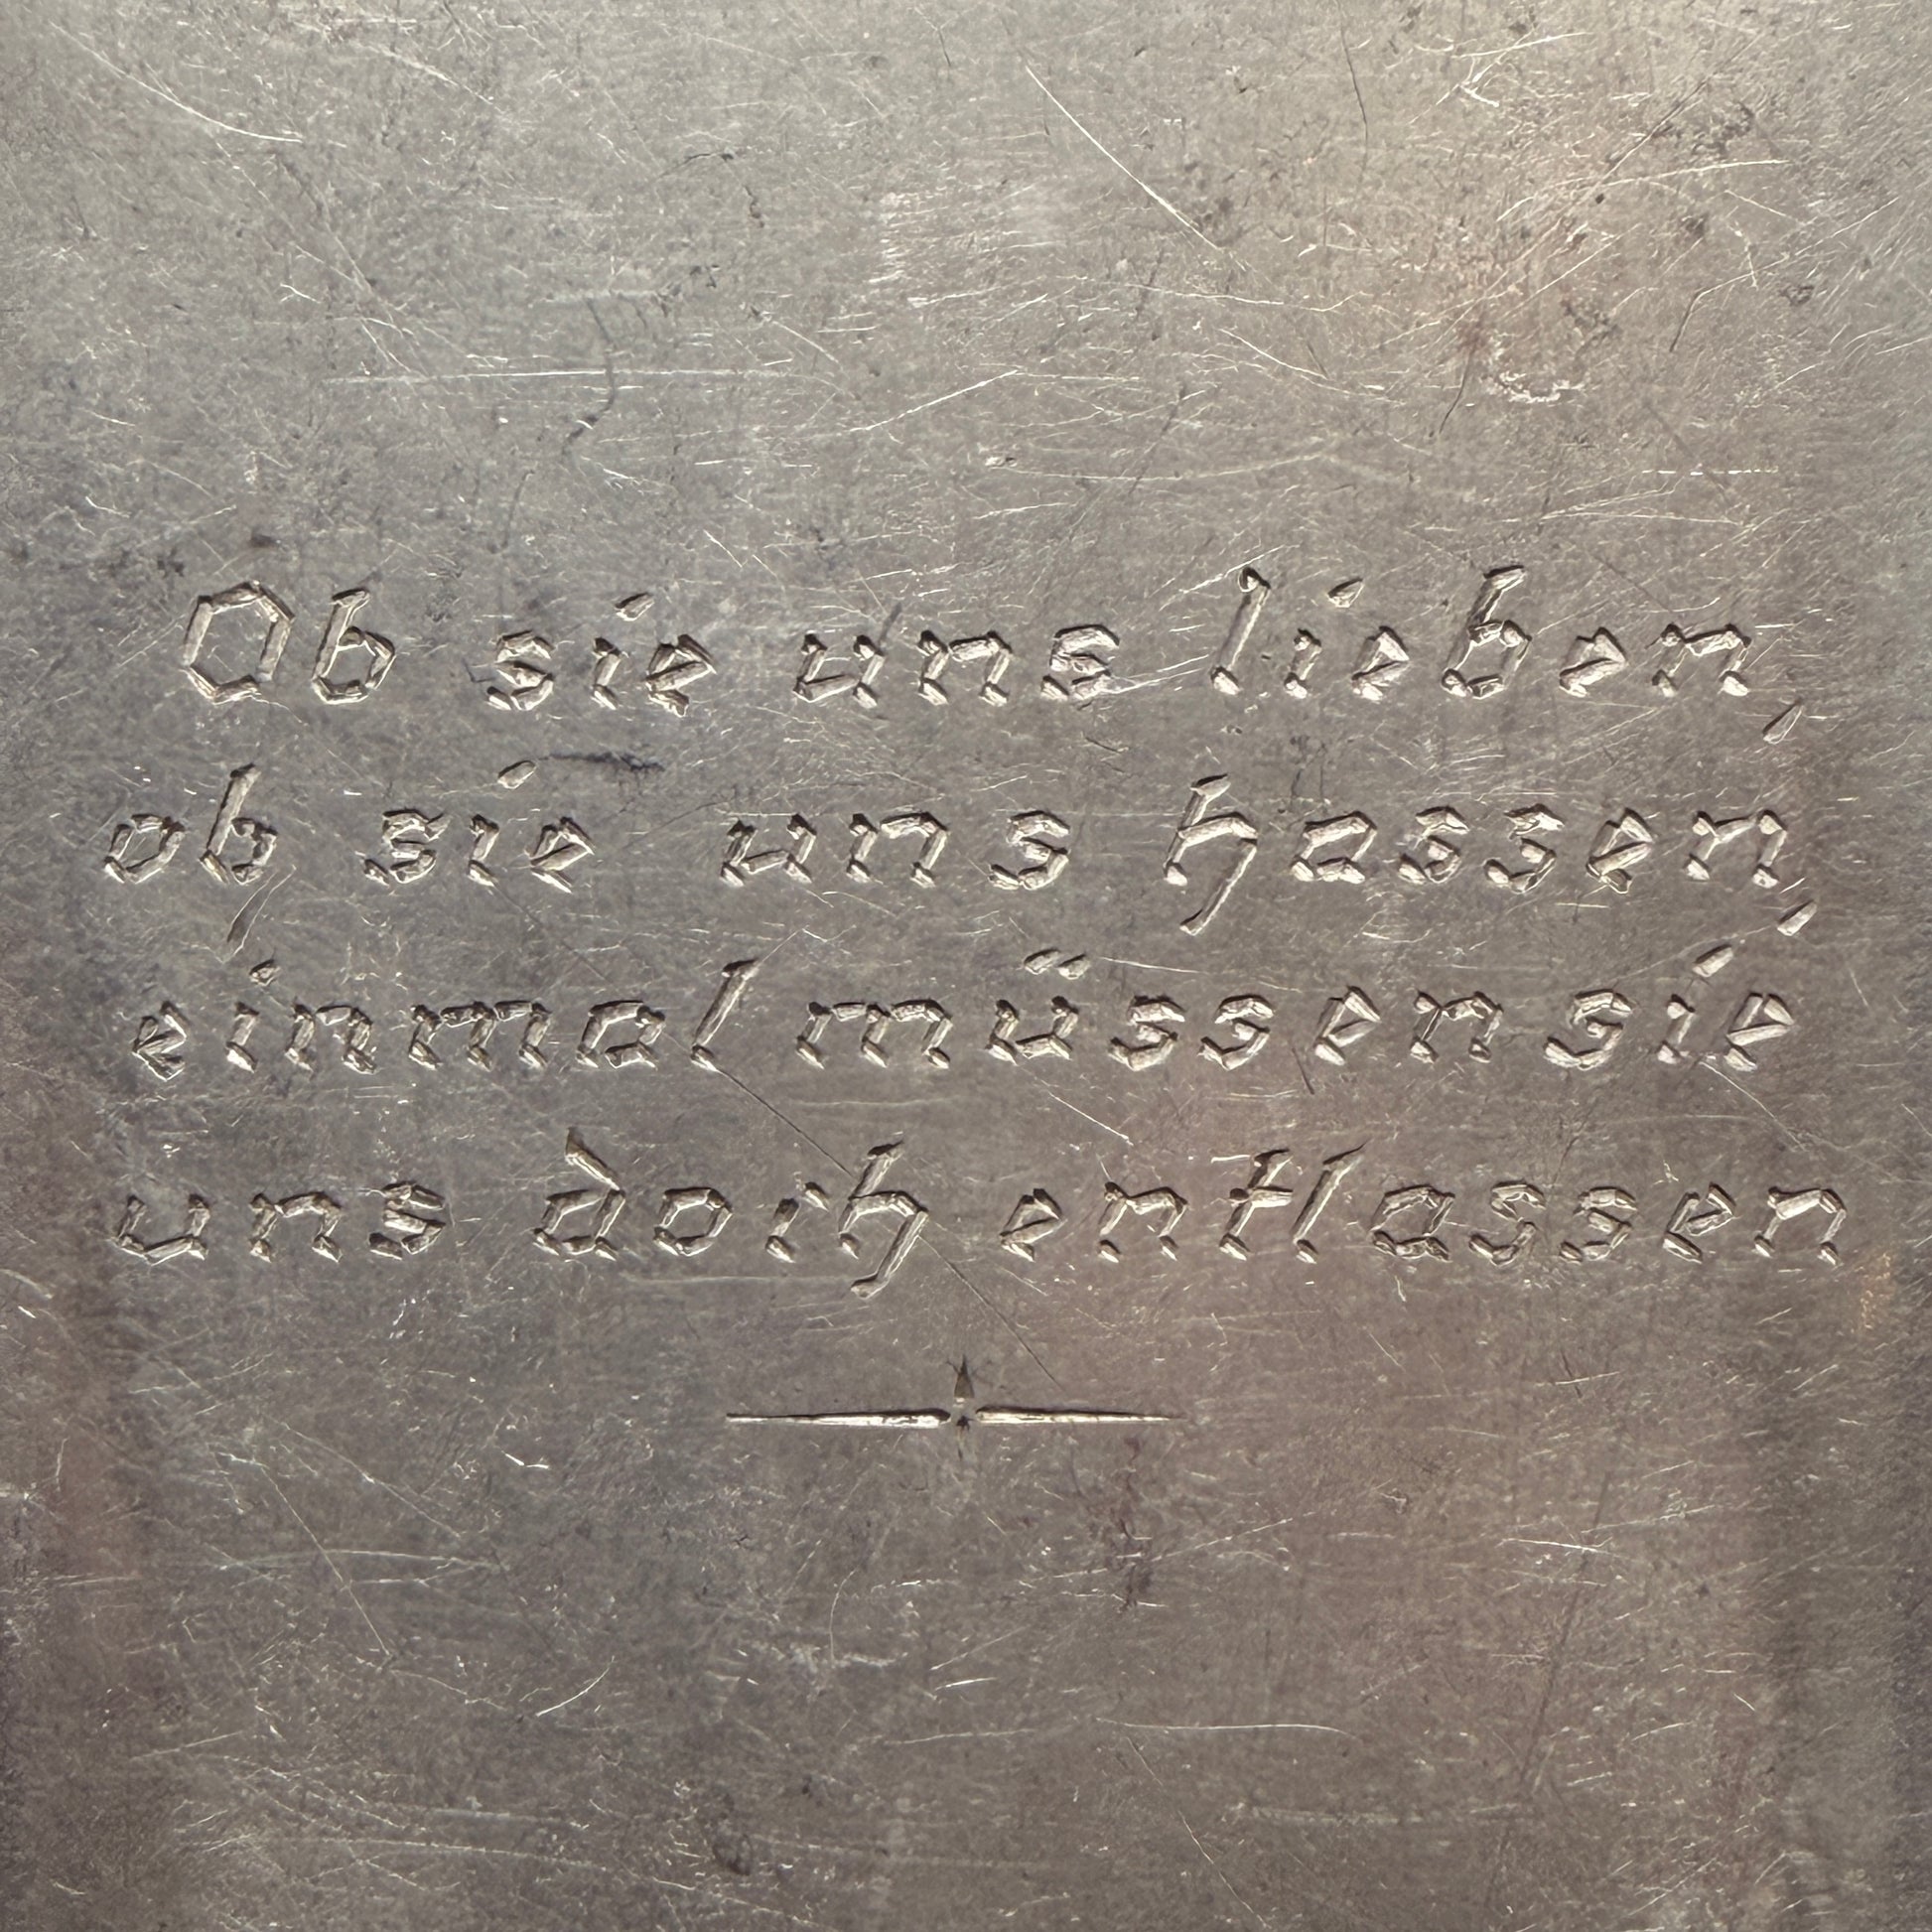 Ob sie uns lieben,
ob sie uns hassen,
einmal müssen sie
uns doch entlassen